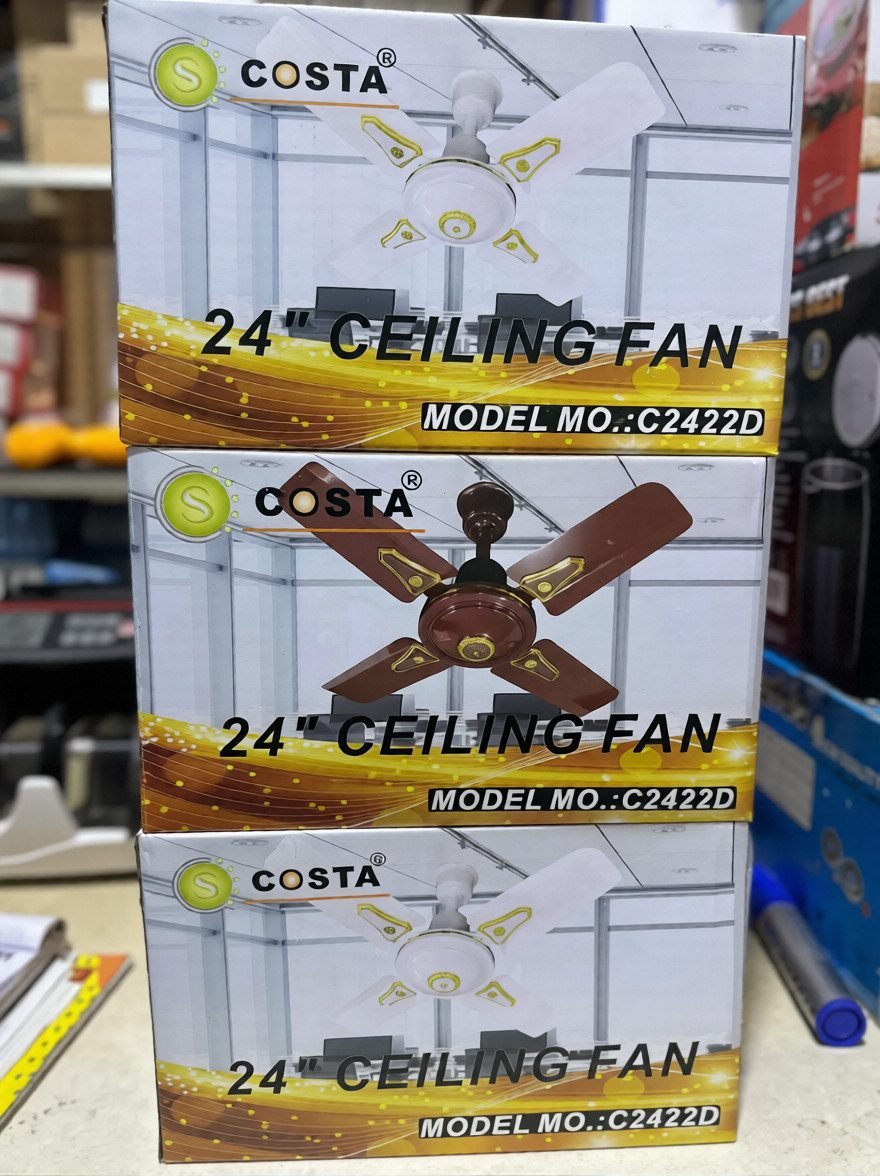 S COSTA®
24" CEILING FAN
MODEL MO.:C2422D
S COSTA®
24" CEILING FAN
MODEL MO.:C2422D
S COSTA®
24" CEILING FAN
MODEL MO.:C2422D
BEST